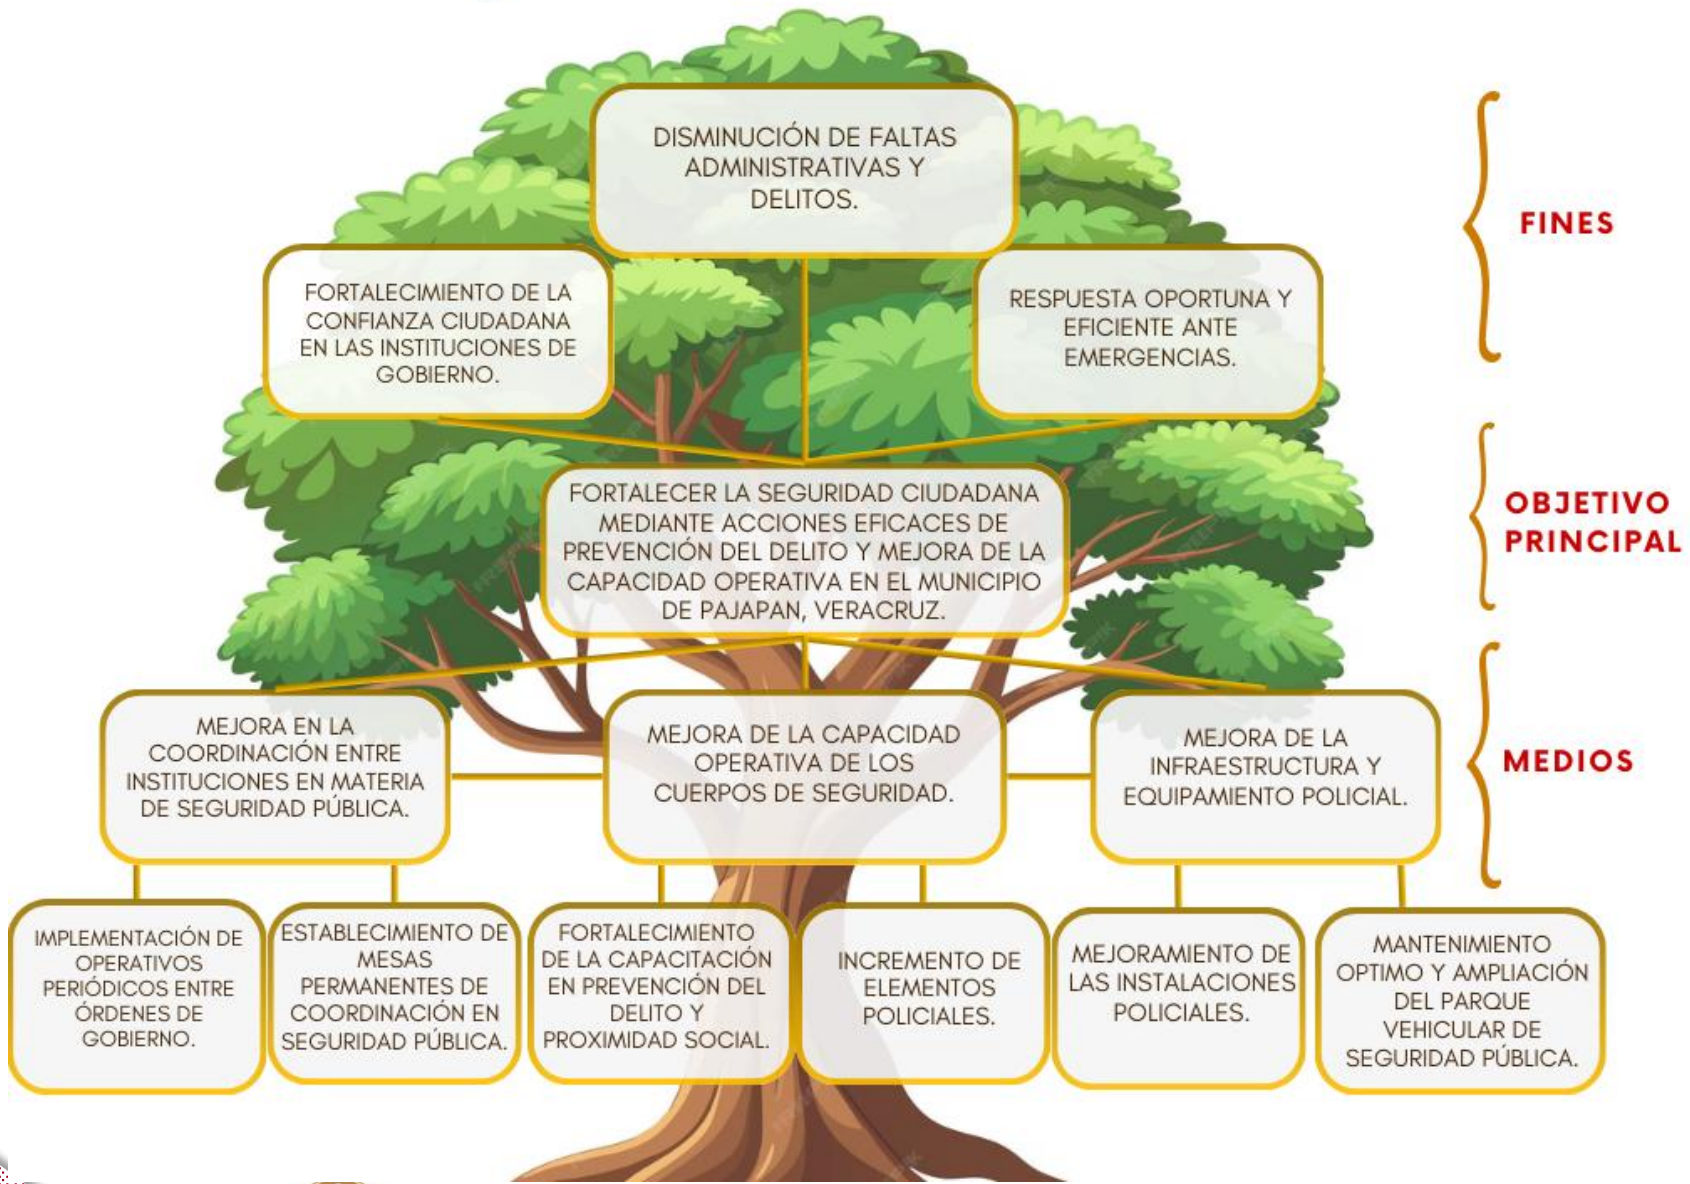 DISMINUCIÓN DE FALTAS
ADMINISTRATIVAS Y
DELITOS.
FINES
FORTALECIMIENTO DE LA
CONFIANZA CIUDADANA
EN LAS INSTITUCIONES DE
GOBIERNO.
RESPUESTA OPORTUNA Y
EFICIENTE ANTE
EMERGENCIAS.
FORTALECER LA SEGURIDAD CIUDADANA
MEDIANTE ACCIONES EFICACES DE
PREVENCIÓN DEL DELITO Y MEJORA DE LA
CAPACIDAD OPERATIVA EN EL MUNICIPIO
DE PAJAPAN, VERACRUZ.
OBJETIVO
PRINCIPAL
MEJORA EN LA
COORDINACIÓN ENTRE
INSTITUCIONES EN MATERIA
DE SEGURIDAD PÚBLICA.
MEJORA DE LA CAPACIDAD
OPERATIVA DE LOS
CUERPOS DE SEGURIDAD.
MEJORA DE LA
INFRAESTRUCTURA Y
EQUIPAMIENTO POLICIAL.
MEDIOS
IMPLEMENTACIÓN DE
OPERATIVOS
PERIÓDICOS ENTRE
ÓRDENES DE
GOBIERNO.
ESTABLECIMIENTO DE
MESAS
PERMANENTES DE
COORDINACIÓN EN
SEGURIDAD PÚBLICA.
FORTALECIMIENTO
DE LA CAPACITACIÓN
EN PREVENCIÓN DEL
DELITO Y
PROXIMIDAD SOCIAL.
INCREMENTO DE
ELEMENTOS
POLICIALES.
MEJORAMIENTO DE
LAS INSTALACIONES
POLICIALES.
MANTENIMIENTO
OPTIMO Y AMPLIACIÓN
DEL PARQUE
VEHICULAR DE
SEGURIDAD PÚBLICA.